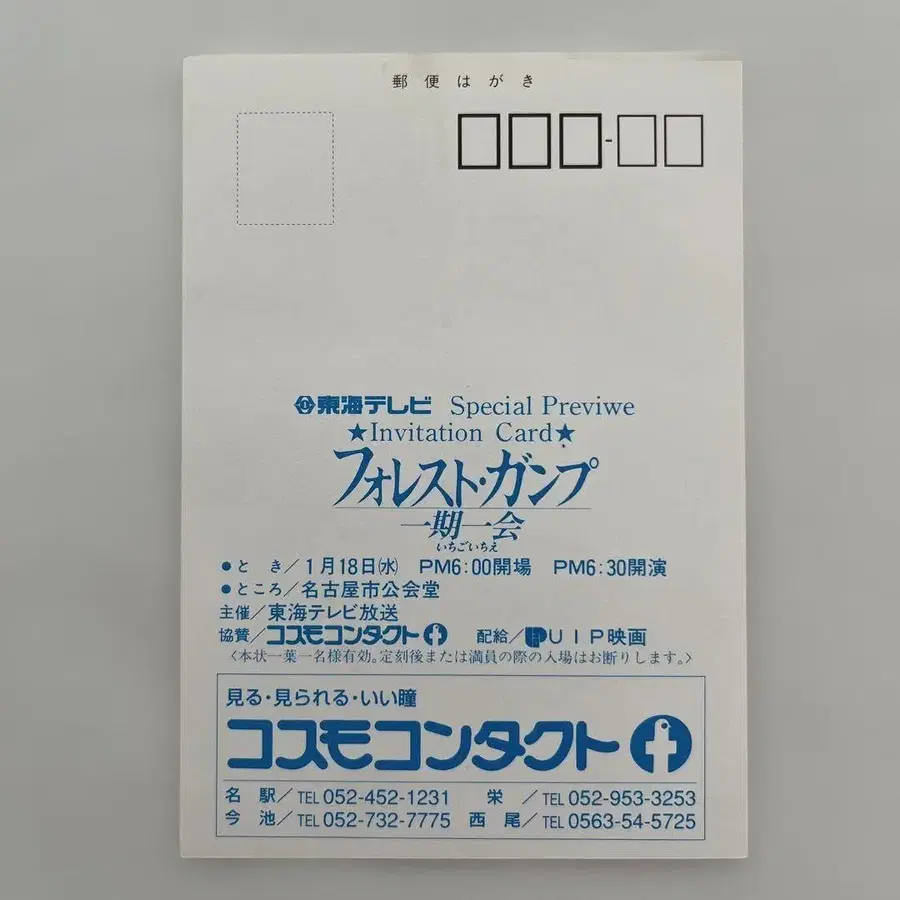 郵便はがき
東海テレビ Special Previwe
★Invitation Card★
フォレスト・ガンプ
一期一会
いちごいちえ
●とき/1月18日(水) PM6:00開場 PM6:30開演
●ところ/名古屋市公会堂
主催/東海テレビ放送
協賛/コスモコンタクト 配給/UIP映画
〈本状一葉一名様有効。定刻後または満員の際の入場はお断りします。〉
見る・見られる・いい瞳
コスモコンタクト
名駅/TEL 052-452-1231 栄/TEL 052-953-3253
今池/TEL 052-732-7775 西尾/TEL 0563-54-5725